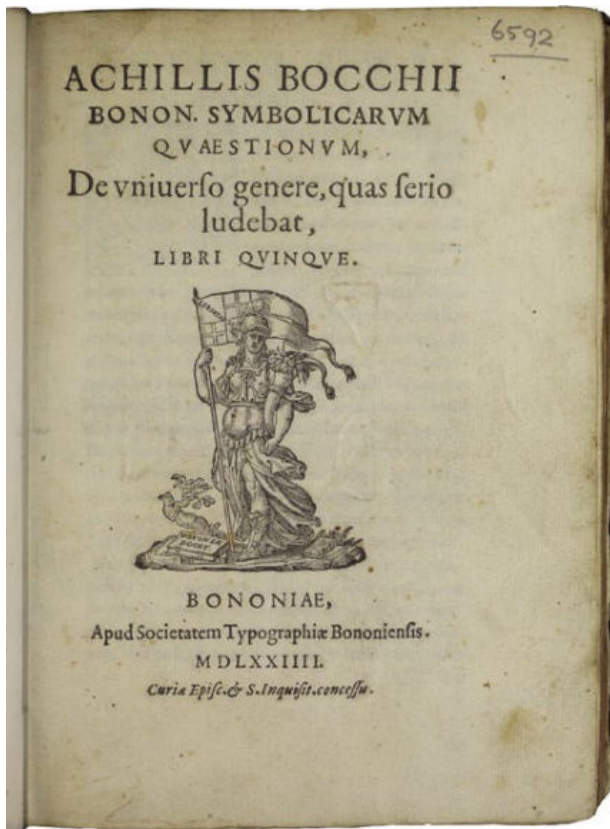 6592
ACHILLIS BOCCHII
BONON. SYMBOLICARVM
QVAESTIONVM,
De vniuerſo genere, quas ſerio
ludebat,
LIBRI QVINQVE.
DOCET
BONONIAE,
Apud Societatem Typographiæ Bononienſis.
MDLXXIIII.
Curiæ Epiſc. & S. Inquiſit. conceſſu.